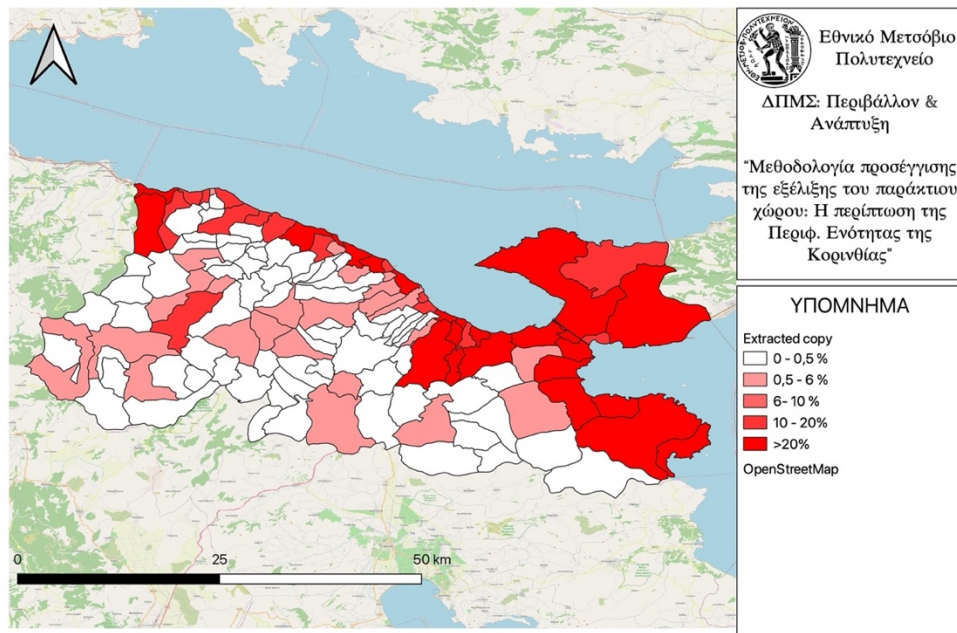 Εθνικό Μετσόβιο
Πολυτεχνείο
ΔΠΜΣ: Περιβάλλον &
Ανάπτυξη
"Μεθοδολογία προσέγγισης
της εξέλιξης του παράκτιου
χώρου: Η περίπτωση της
Περιφ. Ενότητας της
Κορινθίας"
ΥΠΟΜΝΗΜΑ
Extracted copy
0 - 0,5 %
0,5 - 6 %
6- 10 %
10 - 20%
>20%
OpenStreetMap
0 25 50 km